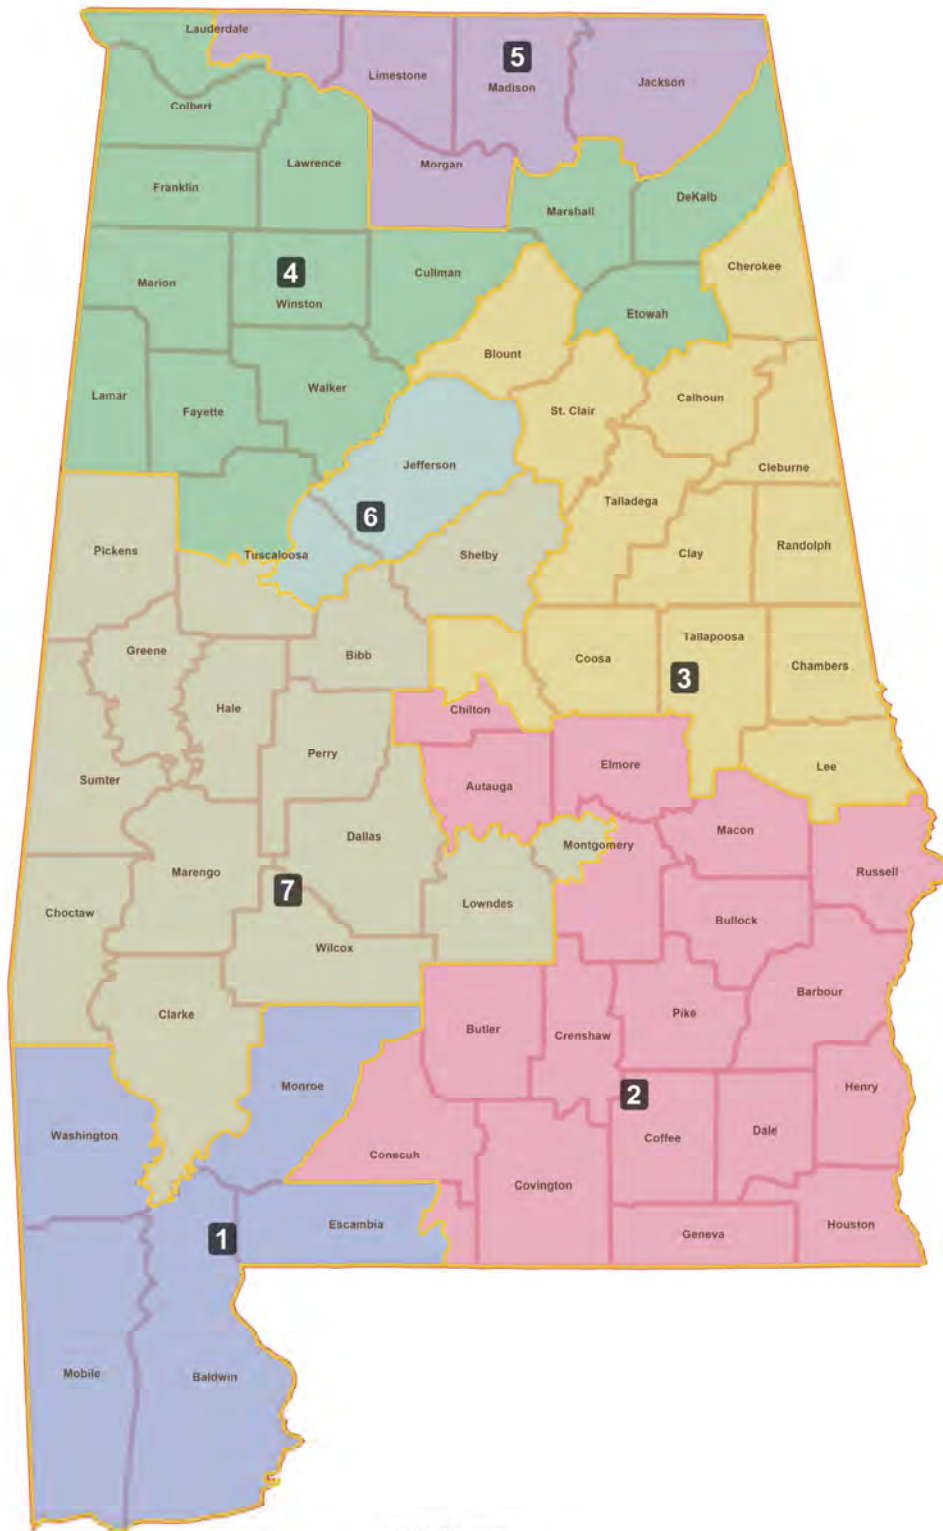 Lauderdale
Limestone
5
Madison
Jackson
Colbert
Lawrence
Morgan
Franklin
Marshall
DeKalb
Marion
4
Winston
Cullman
Cherokee
Etowah
Blount
Lamar
Fayette
Walker
St. Clair
Calhoun
Jefferson
Cleburne
Talladega
6
Pickens
Tuscaloosa
Shelby
Clay
Randolph
Greene
Bibb
Coosa
Tallapoosa
3
Chambers
Hale
Chilton
Sumter
Perry
Autauga
Elmore
Lee
Dallas
Montgomery
Macon
Marengo
7
Russell
Choctaw
Lowndes
Bullock
Wilcox
Clarke
Butler
Crenshaw
Pike
Barbour
Monroe
2
Henry
Washington
Conecuh
Coffee
Dale
Covington
1
Escambia
Geneva
Houston
Mobile
Baldwin